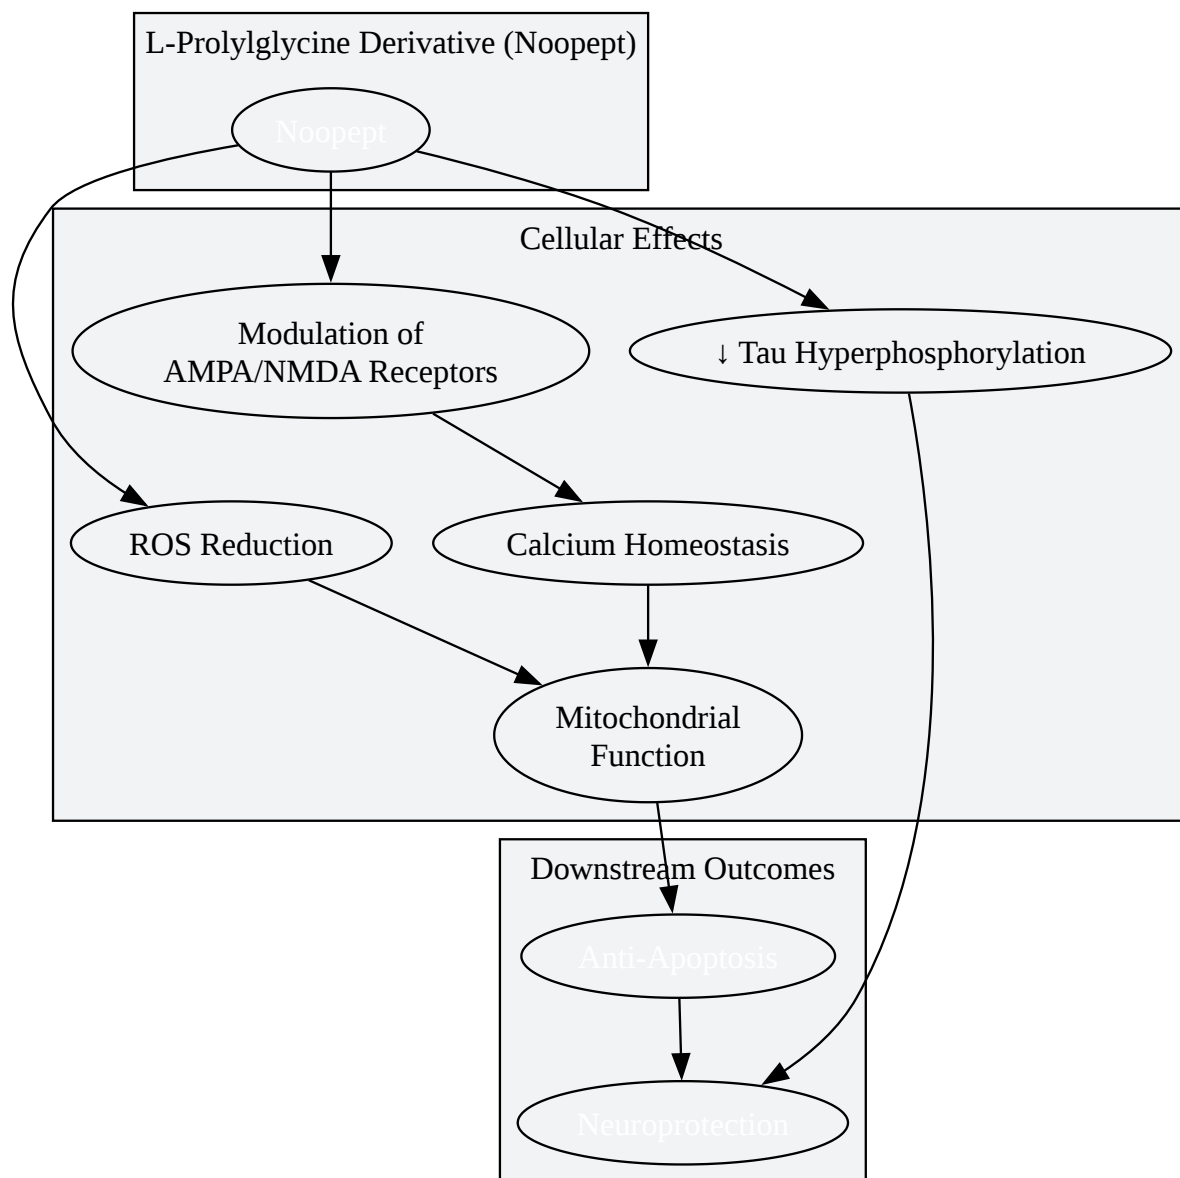 L-Prolylglycine Derivative (Noopept)
Noopept
Cellular Effects
Modulation of
AMPA/NMDA Receptors
↓ Tau Hyperphosphorylation
ROS Reduction
Calcium Homeostasis
Mitochondrial
Function
Downstream Outcomes
Anti-Apoptosis
Neuroprotection